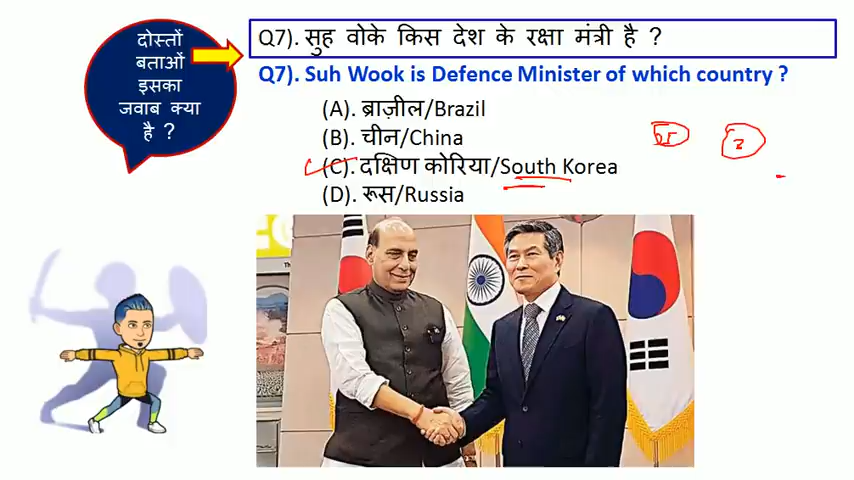 दोस्तों
बताओं
इसका
जवाब क्या
है ?
Q7). सुह वोके किस देश के रक्षा मंत्री है ?
Q7). Suh Wook is Defence Minister of which country ?
(A). ब्राज़ील/Brazil
(B). चीन/China
(C). दक्षिण कोरिया/South Korea
(D). रूस/Russia